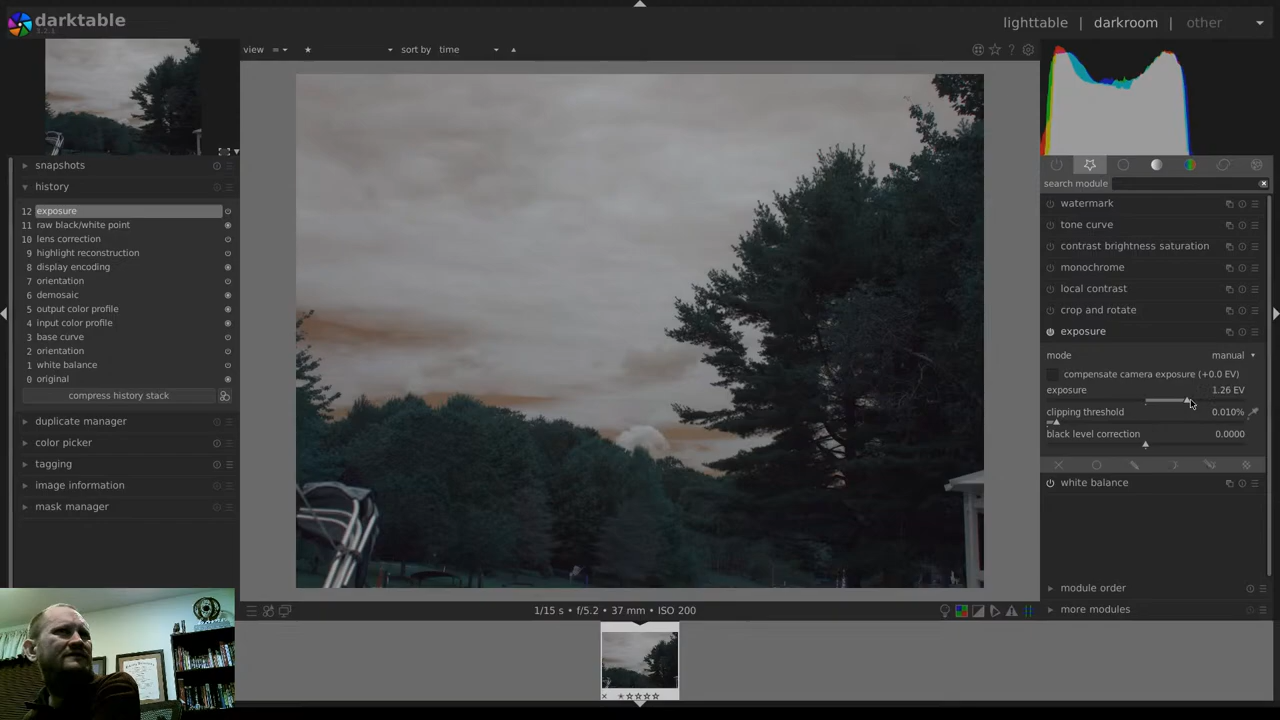 darktable
3.2.1
lighttable | darkroom | other
view
sort by time
snapshots
history
12 exposure
11 raw black/white point
10 lens correction
9 highlight reconstruction
8 display encoding
7 orientation
6 demosaic
5 output color profile
4 input color profile
3 base curve
2 orientation
1 white balance
0 original
compress history stack
duplicate manager
color picker
tagging
image information
mask manager
1/15 s • f/5.2 • 37 mm • ISO 200
search module
watermark
tone curve
contrast brightness saturation
monochrome
local contrast
crop and rotate
exposure
mode manual
compensate camera exposure (+0.0 EV)
exposure 1.26 EV
clipping threshold 0.010%
black level correction 0.0000
white balance
module order
more modules